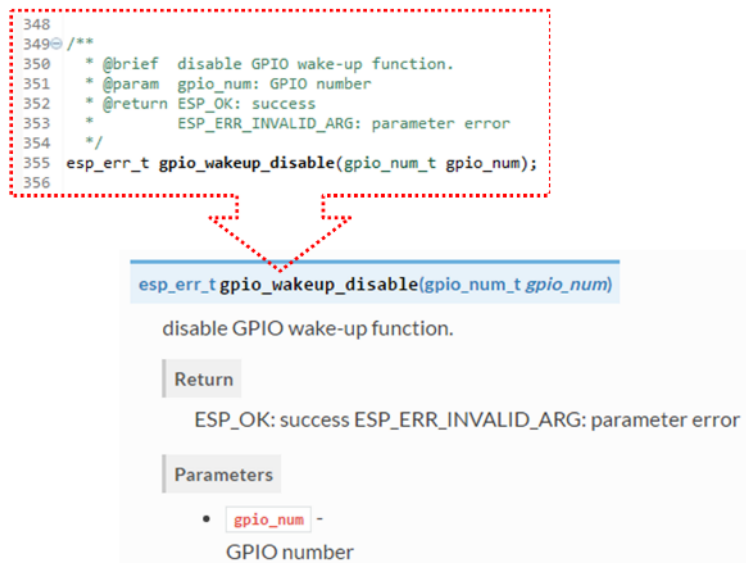 348
349 /**
350 * @brief disable GPIO wake-up function.
351 * @param gpio_num: GPIO number
352 * @return ESP_OK: success
353 * ESP_ERR_INVALID_ARG: parameter error
354 */
355 esp_err_t gpio_wakeup_disable(gpio_num_t gpio_num);
356
esp_err_t gpio_wakeup_disable(gpio_num_t gpio_num)
disable GPIO wake-up function.
Return
ESP_OK: success ESP_ERR_INVALID_ARG: parameter error
Parameters
• gpio_num -
GPIO number